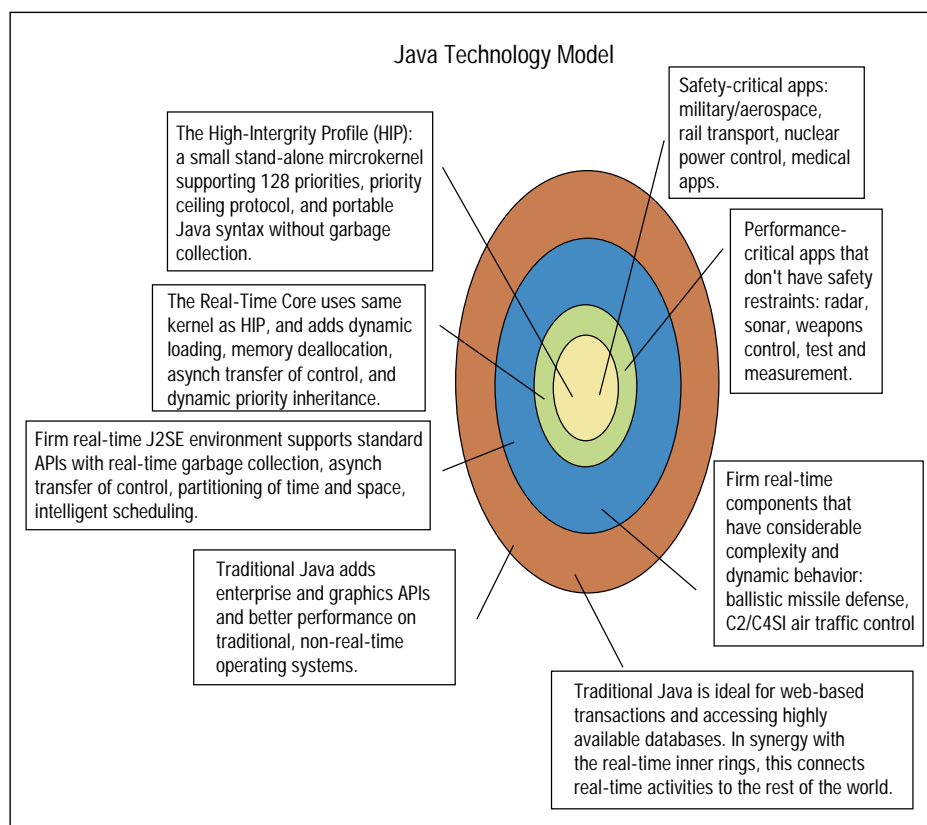 Java Technology Model
Safety-critical apps:
military/aerospace,
rail transport, nuclear
power control, medical
apps.
The High-Intergrity Profile (HIP):
a small stand-alone mircrokernel
supporting 128 priorities, priority
ceiling protocol, and portable
Java syntax without garbage
collection.
Performance-
critical apps that
don't have safety
restraints: radar,
sonar, weapons
control, test and
measurement.
The Real-Time Core uses same
kernel as HIP, and adds dynamic
loading, memory deallocation,
asynch transfer of control, and
dynamic priority inheritance.
Firm real-time J2SE environment supports standard
APIs with real-time garbage collection, asynch
transfer of control, partitioning of time and space,
intelligent scheduling.
Firm real-time
components that
have considerable
complexity and
dynamic behavior:
ballistic missile defense,
C2/C4SI air traffic control
Traditional Java adds
enterprise and graphics APIs
and better performance on
traditional, non-real-time
operating systems.
Traditional Java is ideal for web-based
transactions and accessing highly
available databases. In synergy with
the real-time inner rings, this connects
real-time activities to the rest of the world.